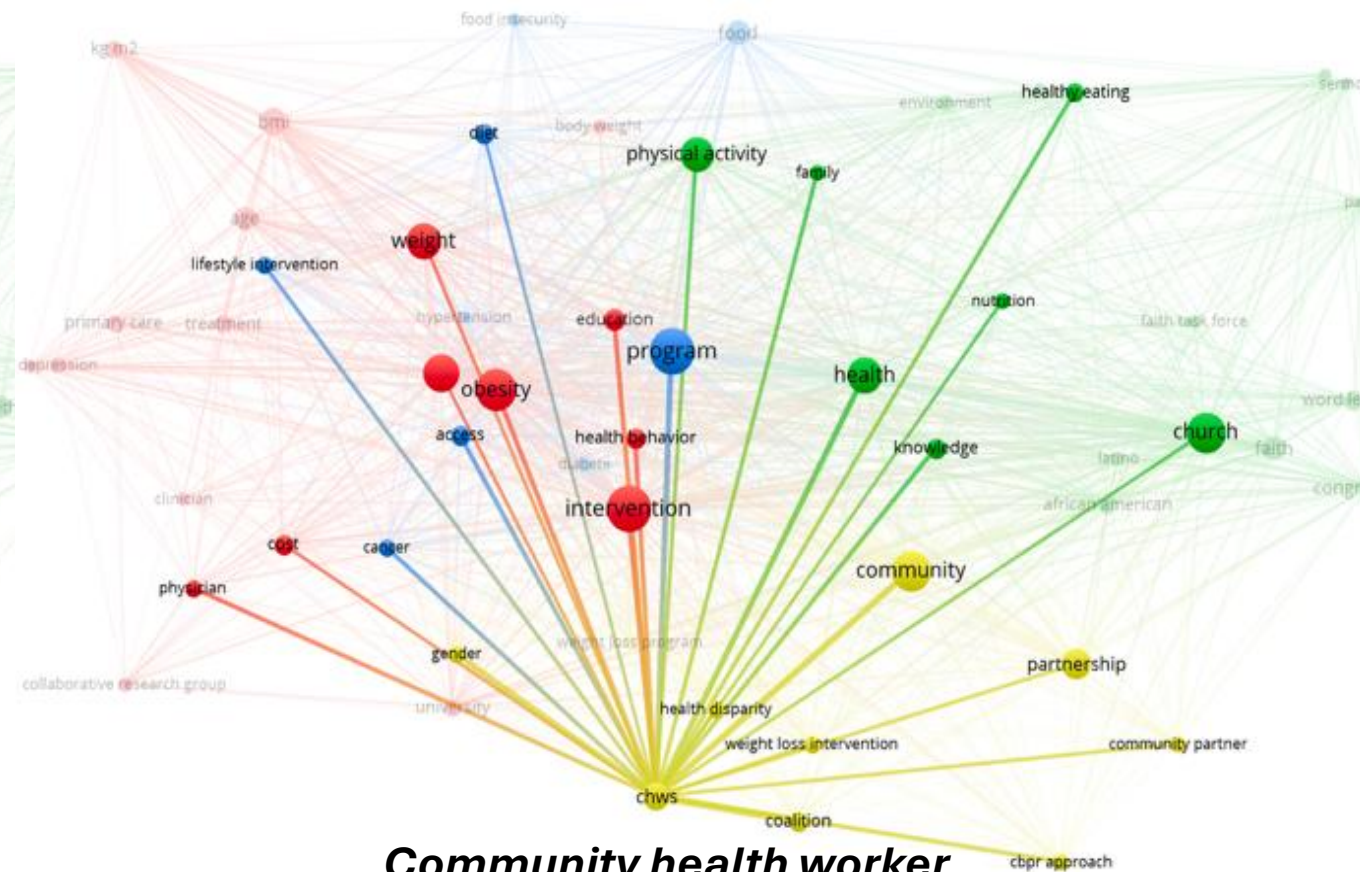 food insecurity
food
kg m2
healthy eating
environment
bmi
body weight
diet
physical activity
family
age
weight
lifestyle intervention
nutrition
hypertension
education
primary care
treatment
faith task force
program
depression
health
obesity
word
church
access
health behavior
knowledge
faith
latino
diabete
clinician
african american
intervention
cost
cancer
community
physician
weight loss program
gender
partnership
collaborative research group
university
health disparity
weight loss intervention
community partner
chws
coalition
cbpr approach
Community health worker